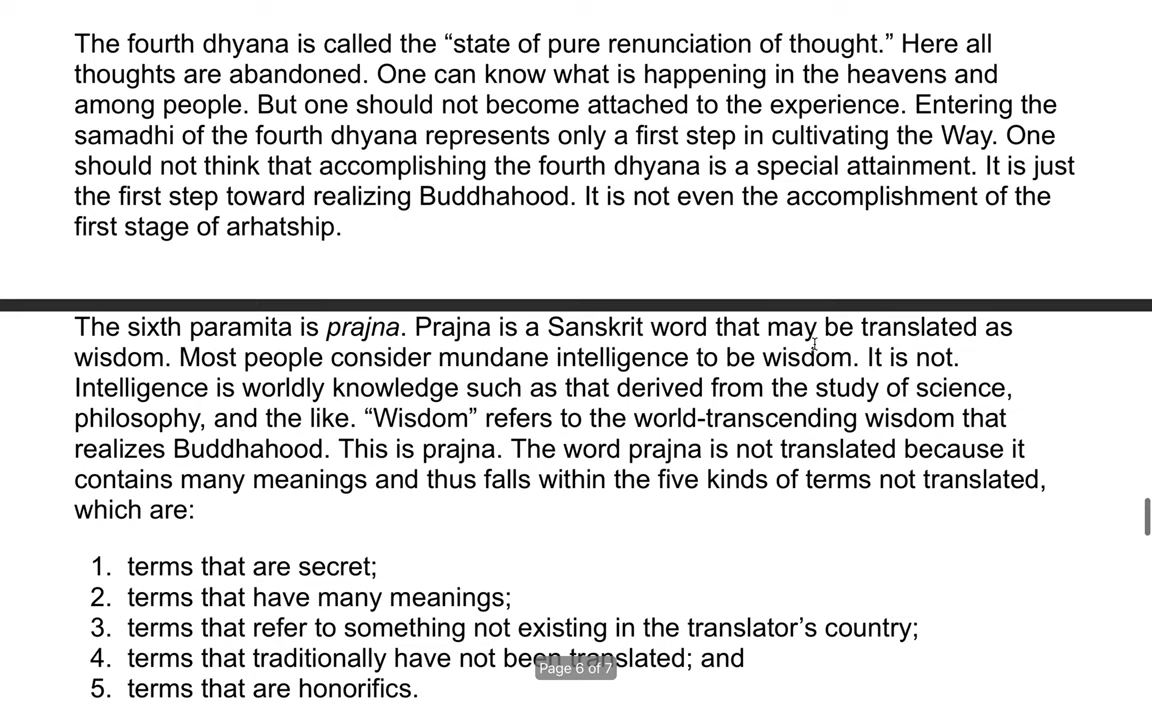 The fourth dhyana is called the “state of pure renunciation of thought.” Here all
thoughts are abandoned. One can know what is happening in the heavens and
among people. But one should not become attached to the experience. Entering the
samadhi of the fourth dhyana represents only a first step in cultivating the Way. One
should not think that accomplishing the fourth dhyana is a special attainment. It is just
the first step toward realizing Buddhahood. It is not even the accomplishment of the
first stage of arhatship.
The sixth paramita is prajna. Prajna is a Sanskrit word that may be translated as
wisdom. Most people consider mundane intelligence to be wisdom. It is not.
Intelligence is worldly knowledge such as that derived from the study of science,
philosophy, and the like. “Wisdom” refers to the world-transcending wisdom that
realizes Buddhahood. This is prajna. The word prajna is not translated because it
contains many meanings and thus falls within the five kinds of terms not translated,
which are:
1. terms that are secret;
2. terms that have many meanings;
3. terms that refer to something not existing in the translator’s country;
4. terms that traditionally have not been translated; and
Page 6 of 7
5. terms that are honorifics.